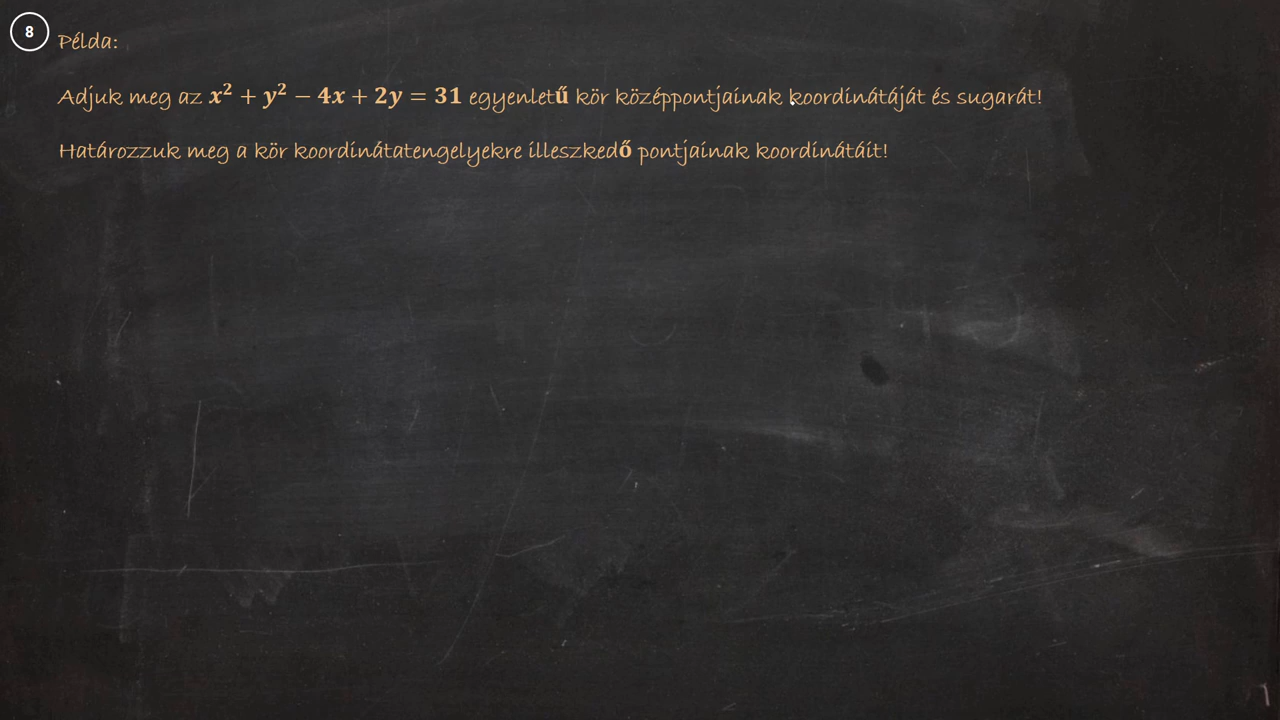 8
Példa:
Adjuk meg az x² + y² − 4x + 2y = 31 egyenletű kör középpontjainak koordinátáját és sugarát!
Határozzuk meg a kör koordinátatengelyekre illeszkedő pontjainak koordinátáit!